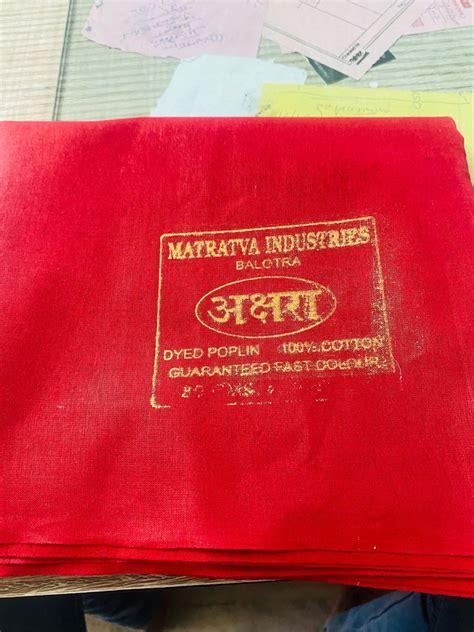 MATRATVA INDUSTRIES
BALOTRA
अक्षरा
DYED POPLIN 100% COTTON
GUARANTEED FAST COLOUR